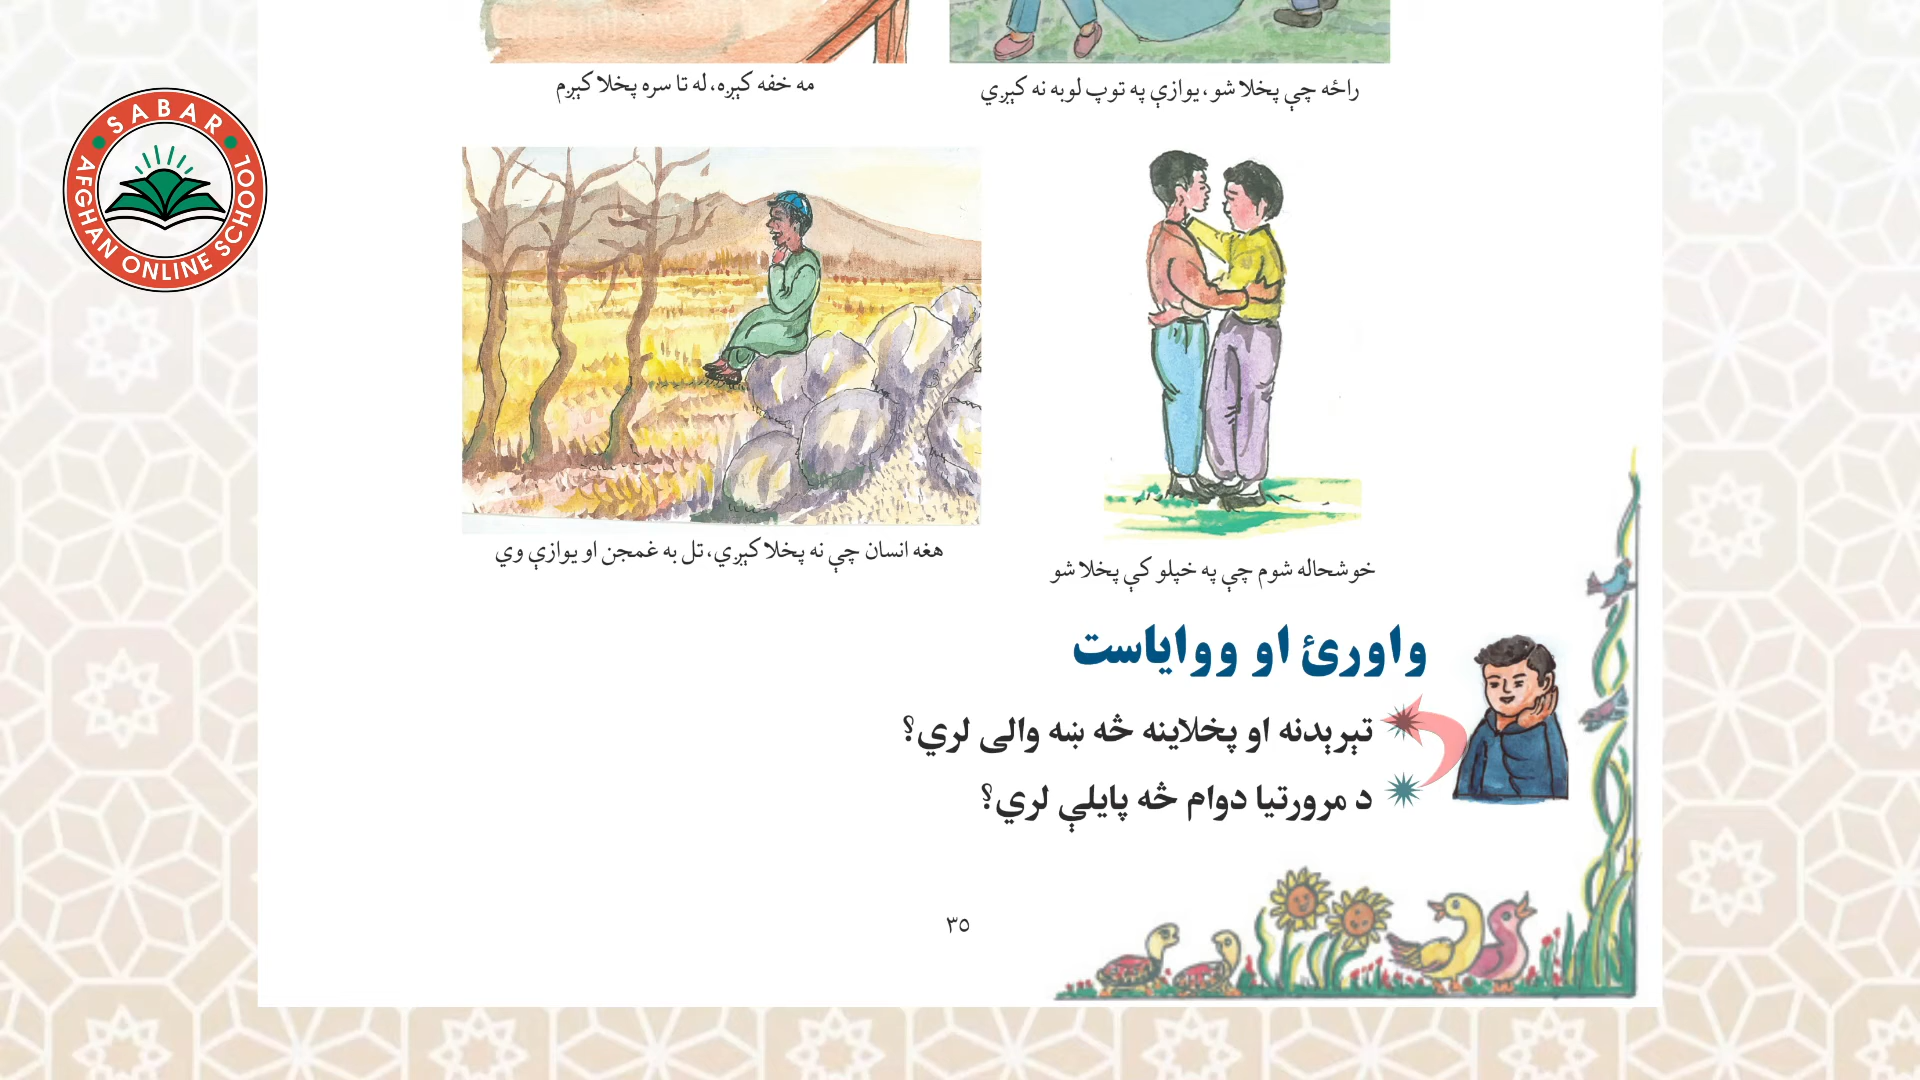 SABAR
AFGHAN ONLINE SCHOOL
راځه چې پخلا شو، يوازې په توپ لوبه نه کېږي
مه خفه کېږه، له تا سره پخلا کېږم
خوشحاله شوم چې په خپلو کې پخلا شو
هغه انسان چې نه پخلا کېږي، تل به غمجن او يوازې وي
واورئ او ووایاست
تېرېدنه او پخلاینه څه ښه والی لري؟
د مرورتیا دوام څه پایلې لري؟
۳۵